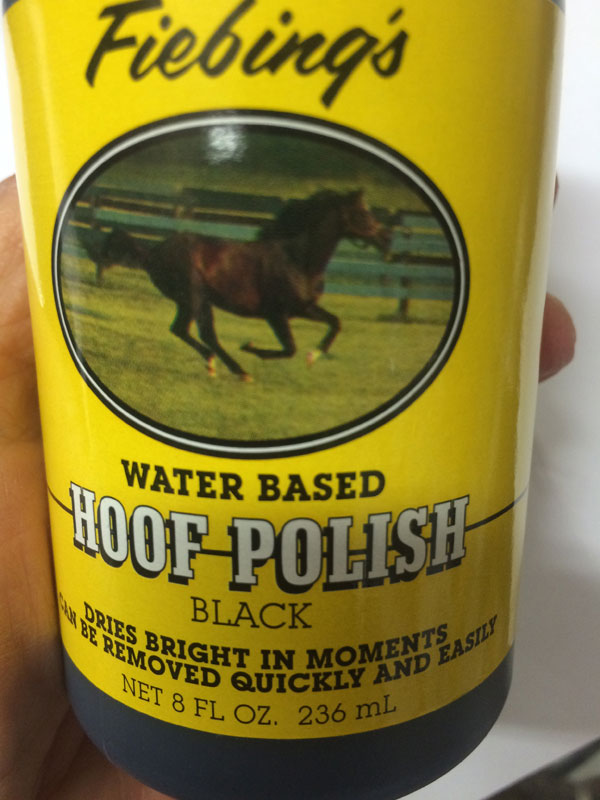 Fiebing's
WATER BASED
HOOF POLISH
BLACK
DRIES BRIGHT IN MOMENTS
CAN BE REMOVED QUICKLY AND EASILY
NET 8 FL OZ. 236 mL